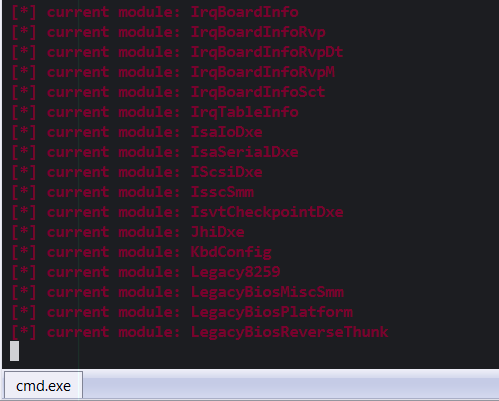 [*] current module: IrqBoardInfo
[*] current module: IrqBoardInfoRvp
[*] current module: IrqBoardInfoRvpDt
[*] current module: IrqBoardInfoRvpM
[*] current module: IrqBoardInfoSct
[*] current module: IrqTableInfo
[*] current module: IsaIoDxe
[*] current module: IsaSerialDxe
[*] current module: IScsiDxe
[*] current module: IsscSmm
[*] current module: IsvtCheckpointDxe
[*] current module: JhiDxe
[*] current module: KbdConfig
[*] current module: Legacy8259
[*] current module: LegacyBiosMiscSmm
[*] current module: LegacyBiosPlatform
[*] current module: LegacyBiosReverseThunk
cmd.exe